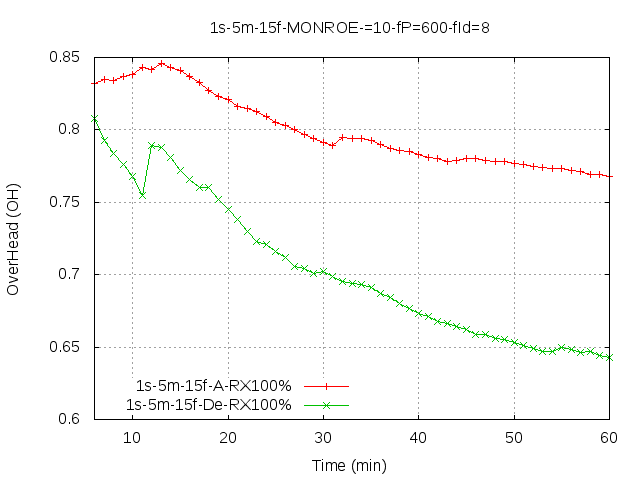 1s-5m-15f-MONROE-=10-fP=600-fId=8
0.85
0.8
0.75
0.7
0.65
0.6
OverHead (OH)
1s-5m-15f-A-RX100%
1s-5m-15f-De-RX100%
10 20 30 40 50 60
Time (min)